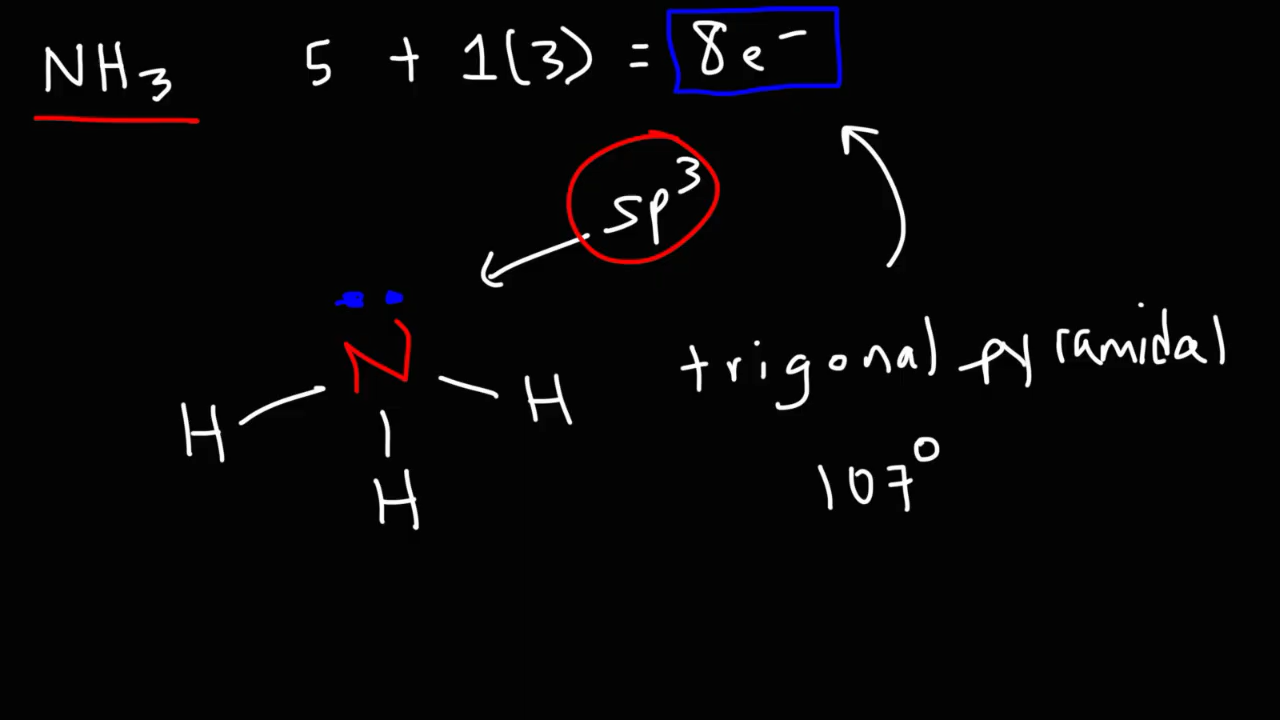 NH₃ 5 + 1(3) = 8e⁻
sp³
N
H H
H
trigonal pyramidal
107°